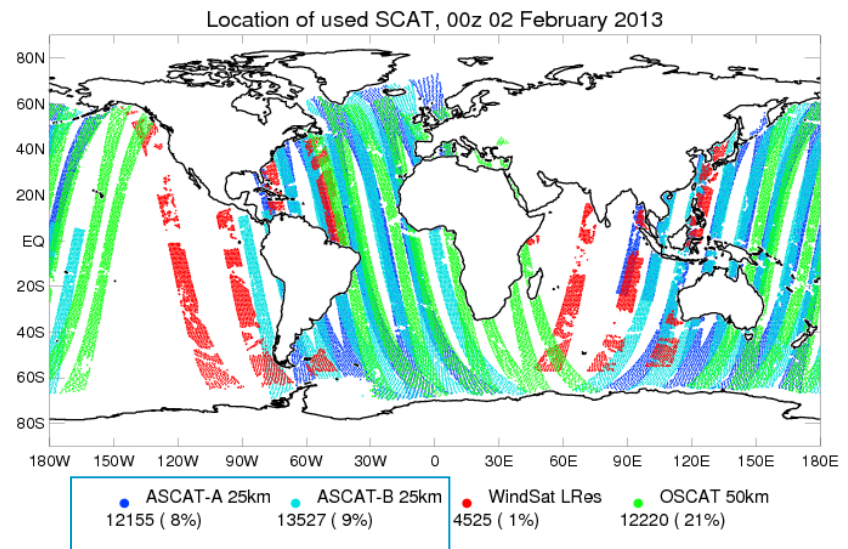 Location of used SCAT, 00z 02 February 2013
80N
60N
40N
20N
EQ
20S
40S
60S
80S
180W 150W 120W 90W 60W 30W 0 30E 60E 90E 120E 150E 180E
ASCAT-A 25km ASCAT-B 25km WindSat LRes OSCAT 50km
12155 ( 8%) 13527 ( 9%) 4525 ( 1%) 12220 ( 21%)